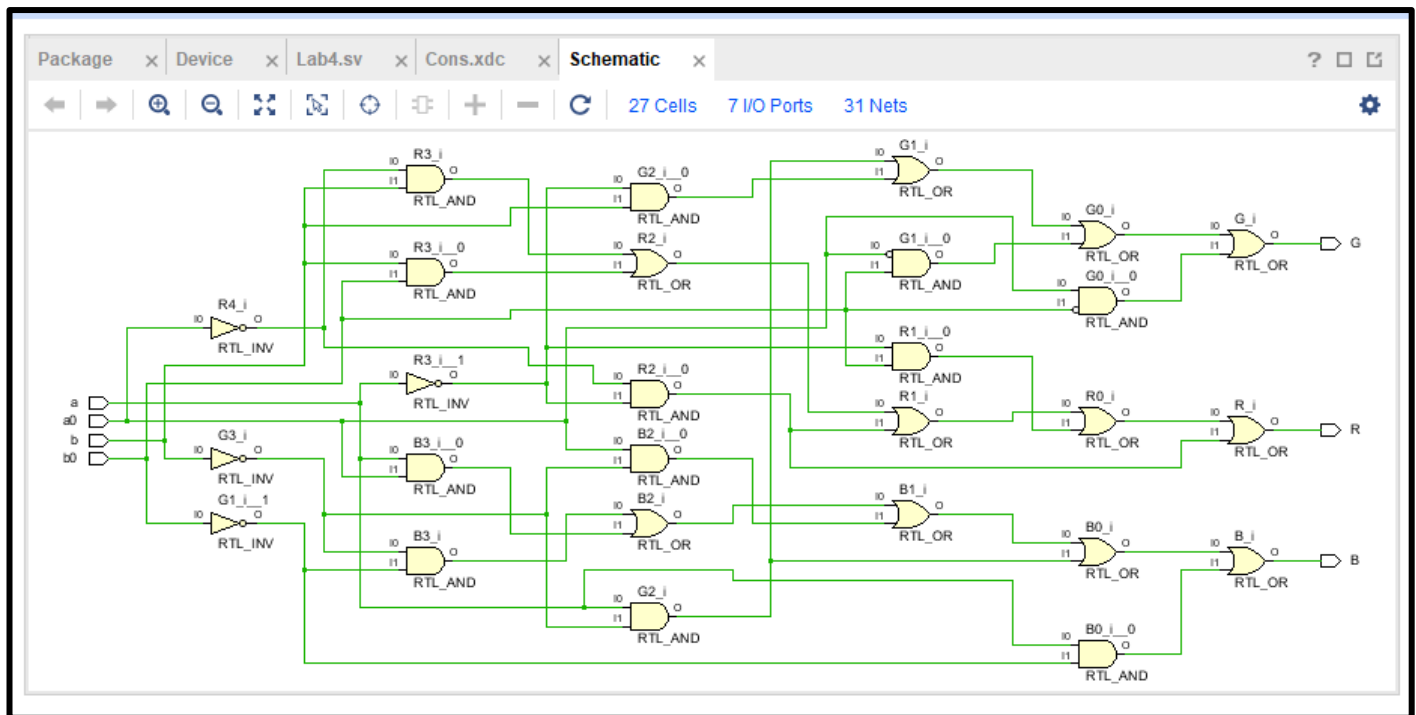 Package × Device × Lab4.sv × Cons.xdc × Schematic ×
?
27 Cells 7 I/O Ports 31 Nets
R3_i
I0 O
I1
RTL_AND
G2_i__0
I0 O
I1
RTL_AND
G1_i
I0 O
I1
RTL_OR
R3_i__0
I0 O
I1
RTL_AND
R2_i
I0 O
I1
RTL_OR
G1_i__0
I0 O
I1
RTL_AND
G0_i
I0 O
I1
RTL_OR
G_i
I0 O
I1
RTL_OR
G
G0_i__0
I0 O
I1
RTL_AND
R4_i
I0 O
RTL_INV
R3_i__1
I0 O
RTL_INV
R2_i__0
I0 O
I1
RTL_AND
R1_i__0
I0 O
I1
RTL_AND
R1_i
I0 O
I1
RTL_OR
R0_i
I0 O
I1
RTL_OR
R_i
I0 O
I1
RTL_OR
R
a
a0
b
b0
G3_i
I0 O
RTL_INV
B3_i__0
I0 O
I1
RTL_AND
B2_i__0
I0 O
I1
RTL_AND
G1_i__1
I0 O
RTL_INV
B3_i
I0 O
I1
RTL_AND
B2_i
I0 O
I1
RTL_OR
B1_i
I0 O
I1
RTL_OR
B0_i
I0 O
I1
RTL_OR
B_i
I0 O
I1
RTL_OR
B
G2_i
I0 O
I1
RTL_AND
B0_i__0
I0 O
I1
RTL_AND